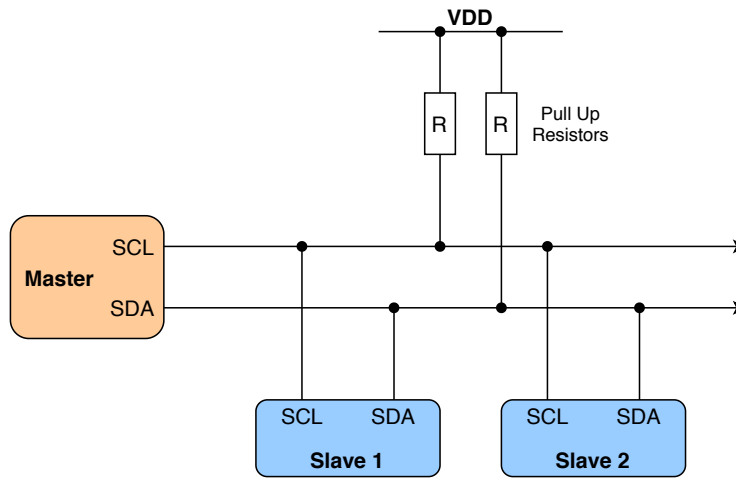 VDD
R
R
Pull Up
Resistors
SCL
Master
SDA
SCL SDA
Slave 1
SCL SDA
Slave 2